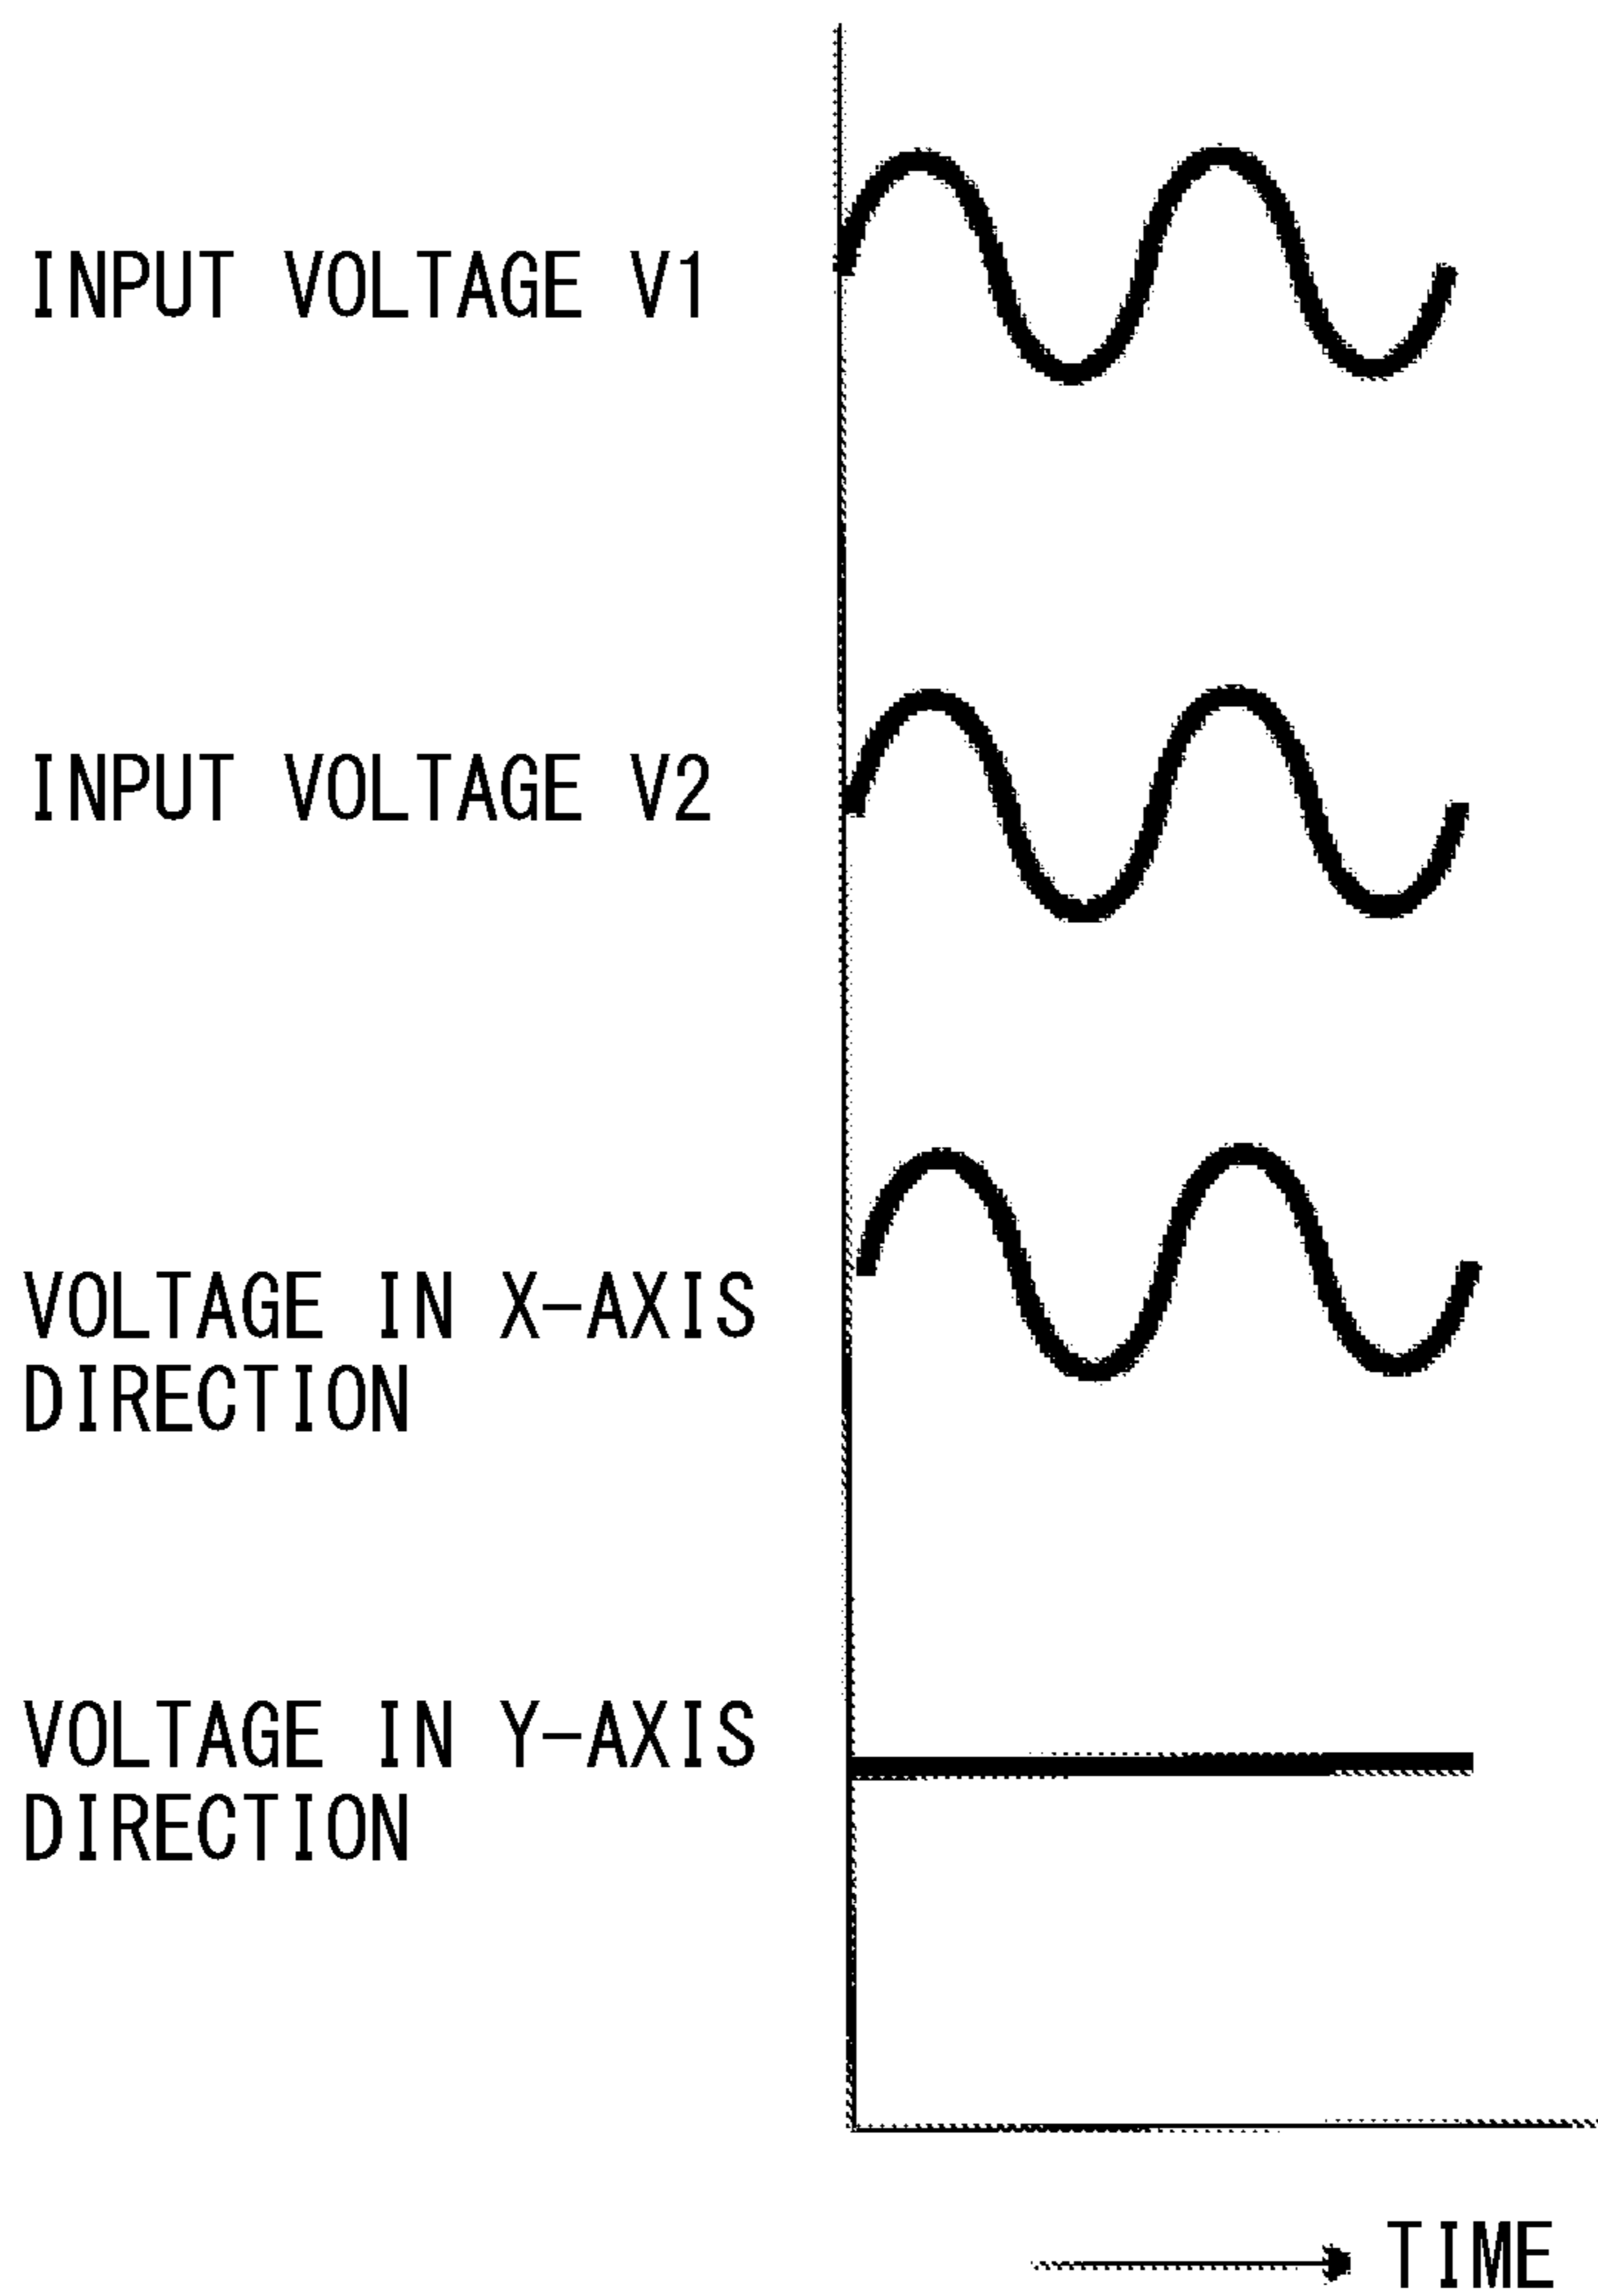 INPUT VOLTAGE V1
INPUT VOLTAGE V2
VOLTAGE IN X-AXIS
DIRECTION
VOLTAGE IN Y-AXIS
DIRECTION
TIME